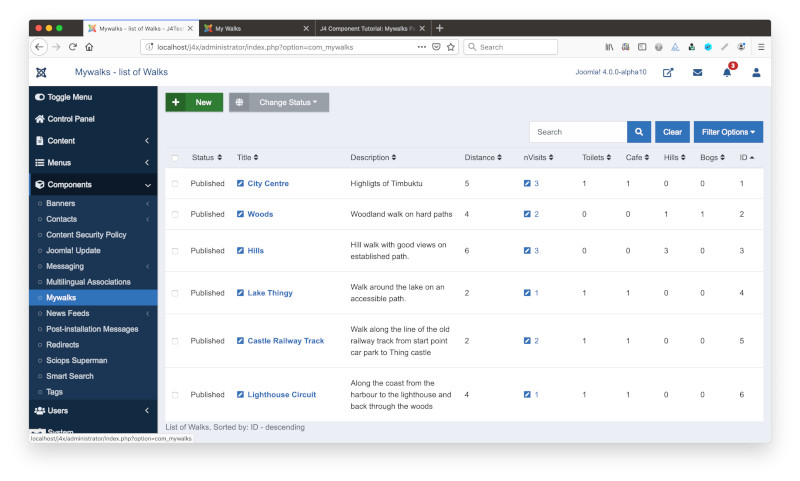 Mywalks - list of Walks - J4Tec
My Walks
J4 Component Tutorial: Mywalks Fi
localhost/j4x/administrator/index.php?option=com_mywalks
Search
Mywalks - list of Walks
Joomla! 4.0.0-alpha10
3
Toggle Menu
Control Panel
Content
Menus
Components
Banners
Contacts
Content Security Policy
Joomla! Update
Messaging
Multilingual Associations
Mywalks
News Feeds
Post-installation Messages
Redirects
Sciops Superman
Smart Search
Tags
Users
System
localhost/j4x/administrator/index.php?option=com_mywalks
New
Change Status
Search
Clear
Filter Options
Status Title Description Distance nVisits Toilets Cafe Hills Bogs ID
Published City Centre Highligts of Timbuktu 5 3 1 1 0 0 1
Published Woods Woodland walk on hard paths 4 2 0 0 1 1 2
Published Hills Hill walk with good views on
established path. 6 3 0 0 3 0 3
Published Lake Thingy Walk around the lake on an
accessible path. 2 1 1 1 0 0 4
Published Castle Railway Track Walk along the line of the old
railway track from start point
car park to Thing castle 2 2 1 1 0 0 5
Published Lighthouse Circuit Along the coast from the
harbour to the lighthouse and
back through the woods 4 1 1 1 0 0 6
List of Walks, Sorted by: ID - descending